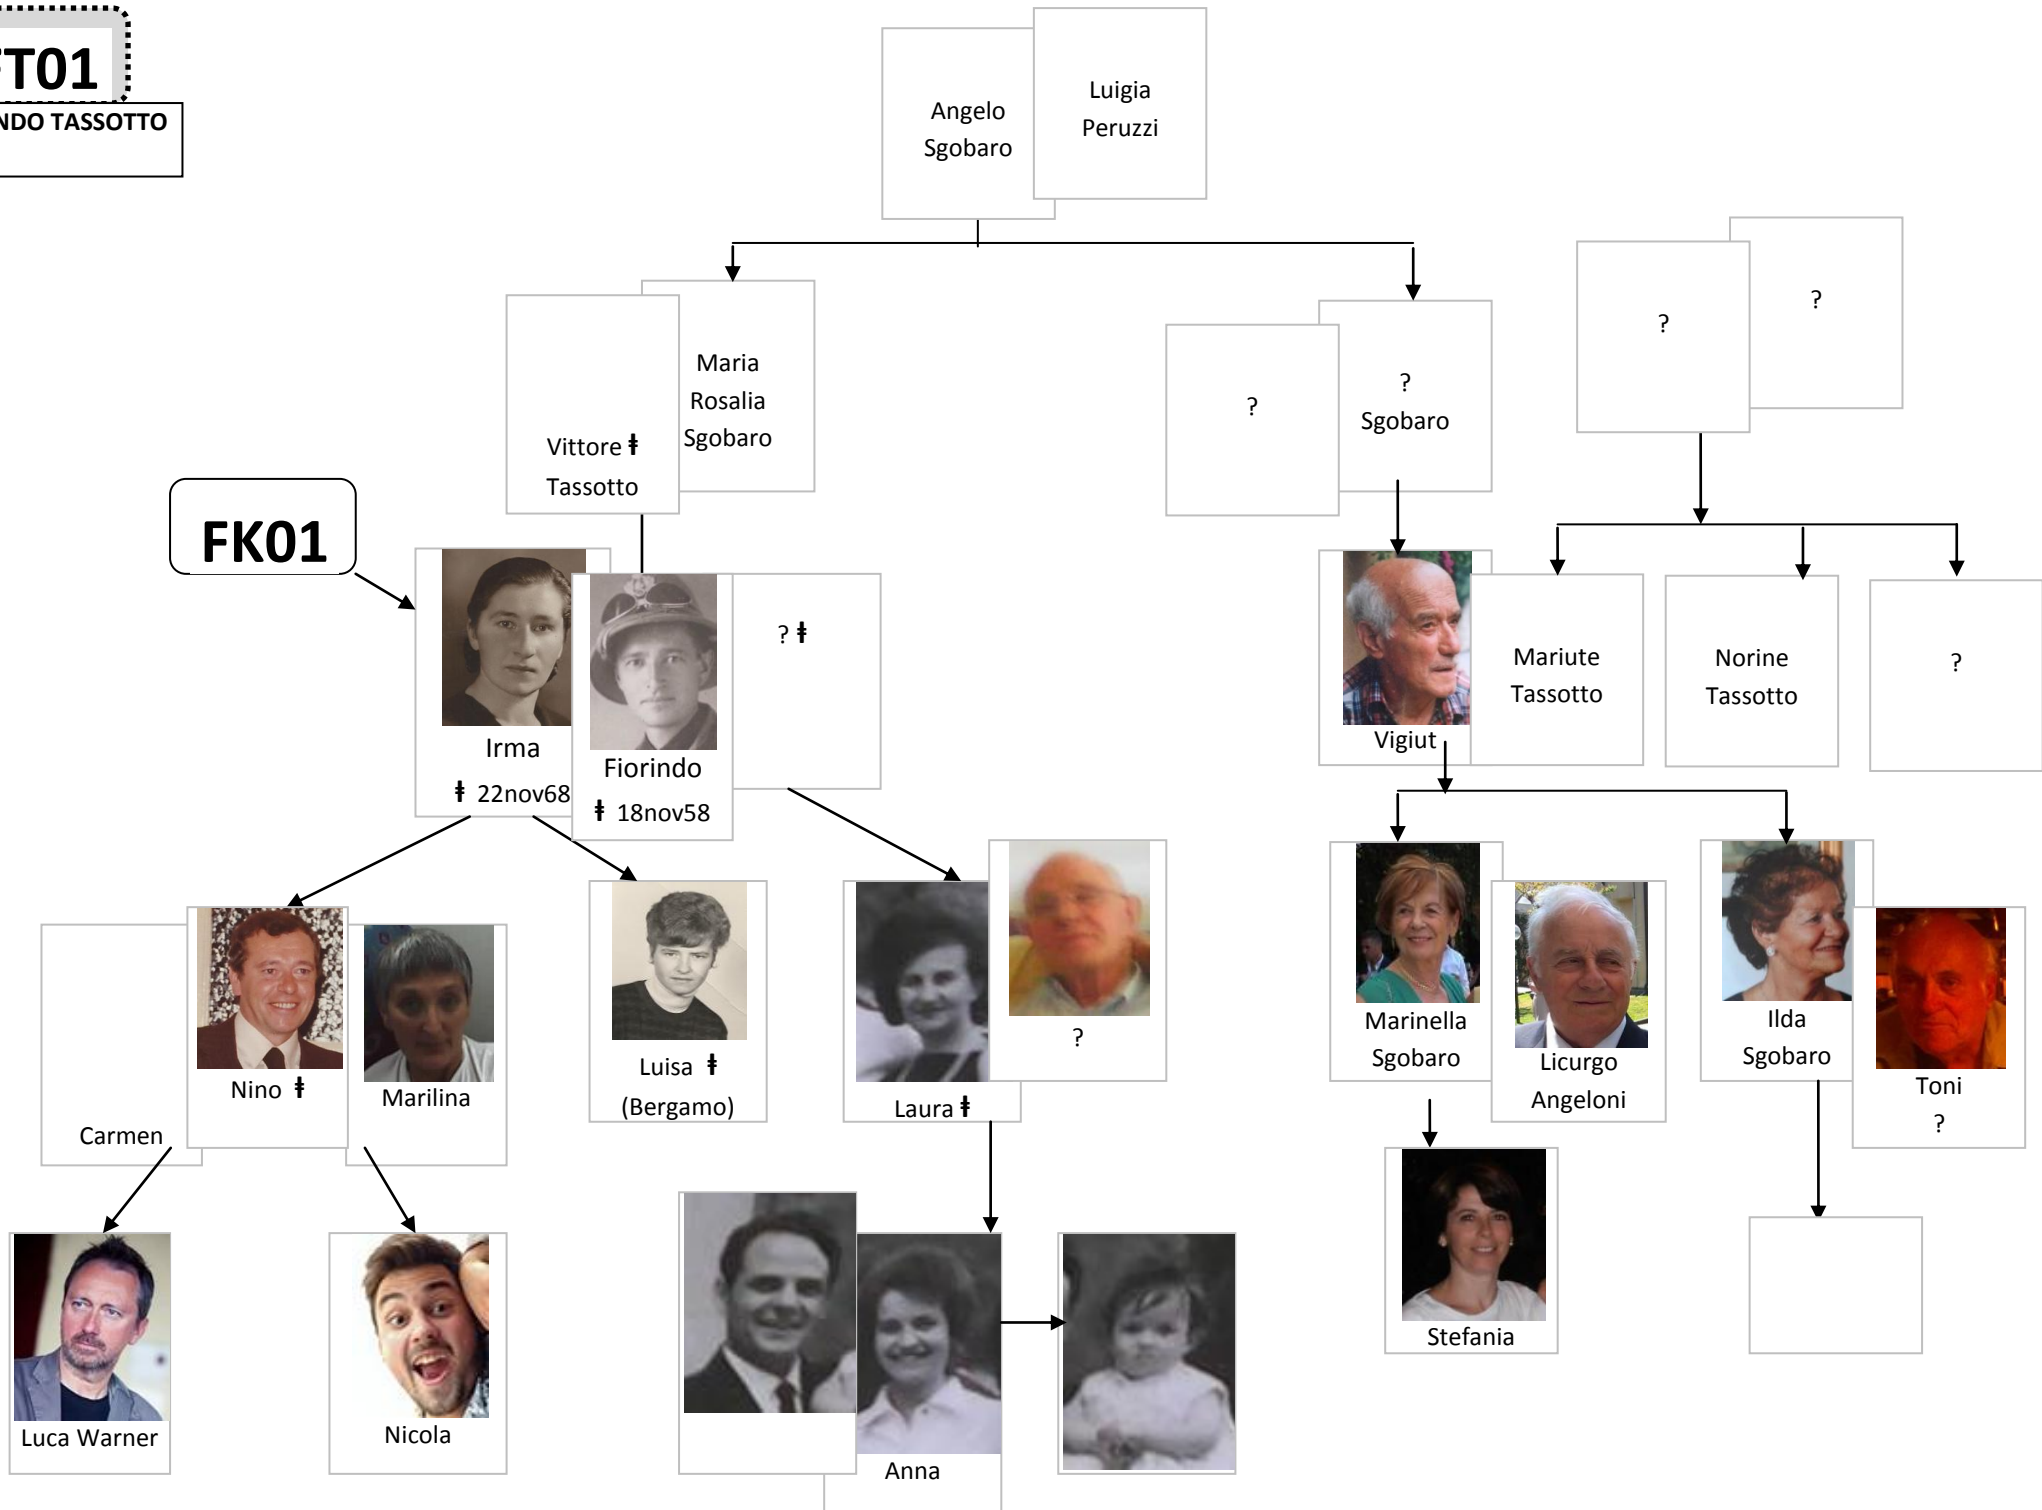 FT01
NDO TASSOTTO
Angelo
Sgobaro
Luigia
Peruzzi
Vittore ‡
Tassotto
Maria
Rosalia
Sgobaro
?
?
Sgobaro
?
?
FK01
Irma
‡ 22nov68
Fiorindo
‡ 18nov58
? ‡
Vigiut
Mariute
Tassotto
Norine
Tassotto
?
Carmen
Nino ‡
Marilina
Luisa ‡
(Bergamo)
Laura ‡
?
Marinella
Sgobaro
Licurgo
Angeloni
Ilda
Sgobaro
Toni
?
Luca Warner
Nicola
Anna
Stefania